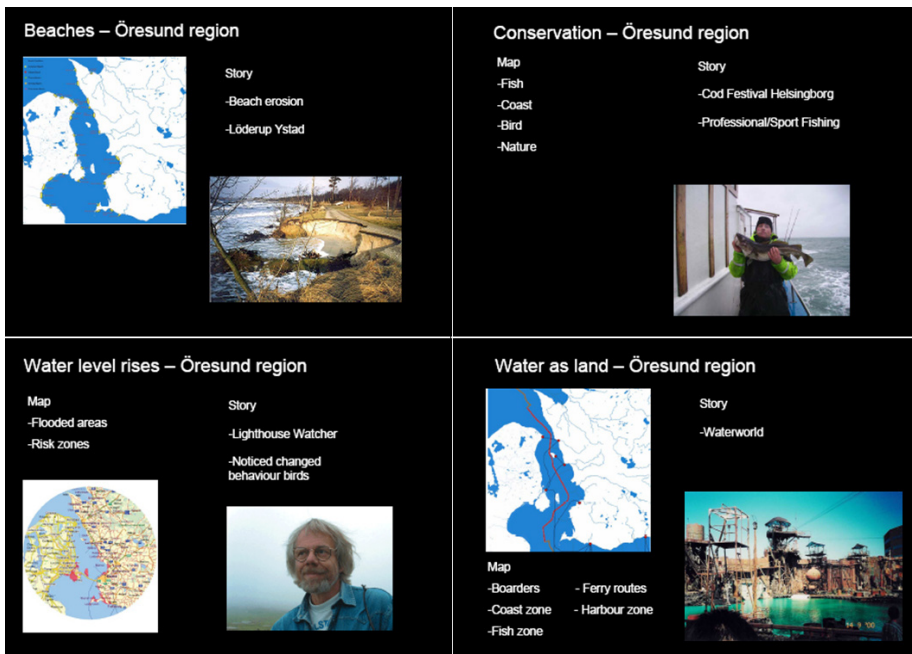 Beaches – Öresund region
Story
-Beach erosion
-Löderup Ystad
Conservation – Öresund region
Map
-Fish
-Coast
-Bird
-Nature
Story
-Cod Festival Helsingborg
-Professional/Sport Fishing
Water level rises – Öresund region
Map
-Flooded areas
-Risk zones
Story
-Lighthouse Watcher
-Noticed changed
behaviour birds
Water as land – Öresund region
Story
-Waterworld
Map
-Boarders
-Coast zone
-Fish zone
- Ferry routes
- Harbour zone